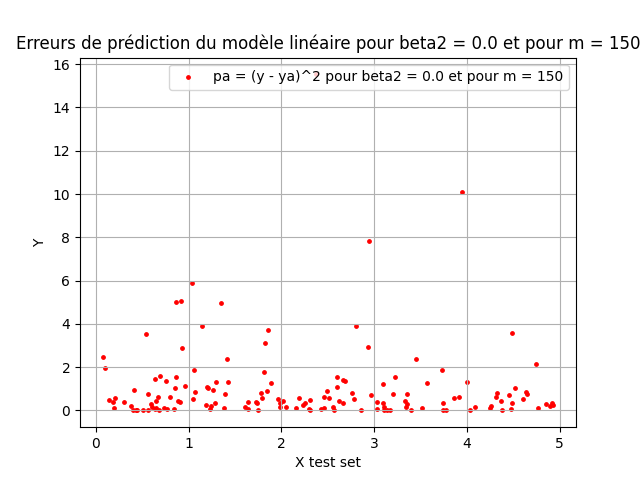 Erreurs de prédiction du modèle linéaire pour beta2 = 0.0 et pour m = 150
pa = (y - ya)^2 pour beta2 = 0.0 et pour m = 150
16
14
12
10
8
6
4
2
0
Y
0 1 2 3 4 5
X test set